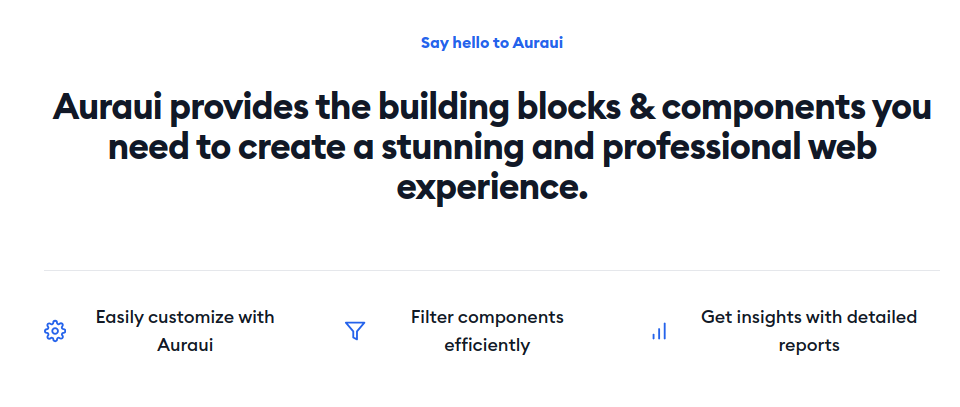 Say hello to Auraui
Auraui provides the building blocks & components you
need to create a stunning and professional web
experience.
Easily customize with
Auraui
Filter components
efficiently
Get insights with detailed
reports